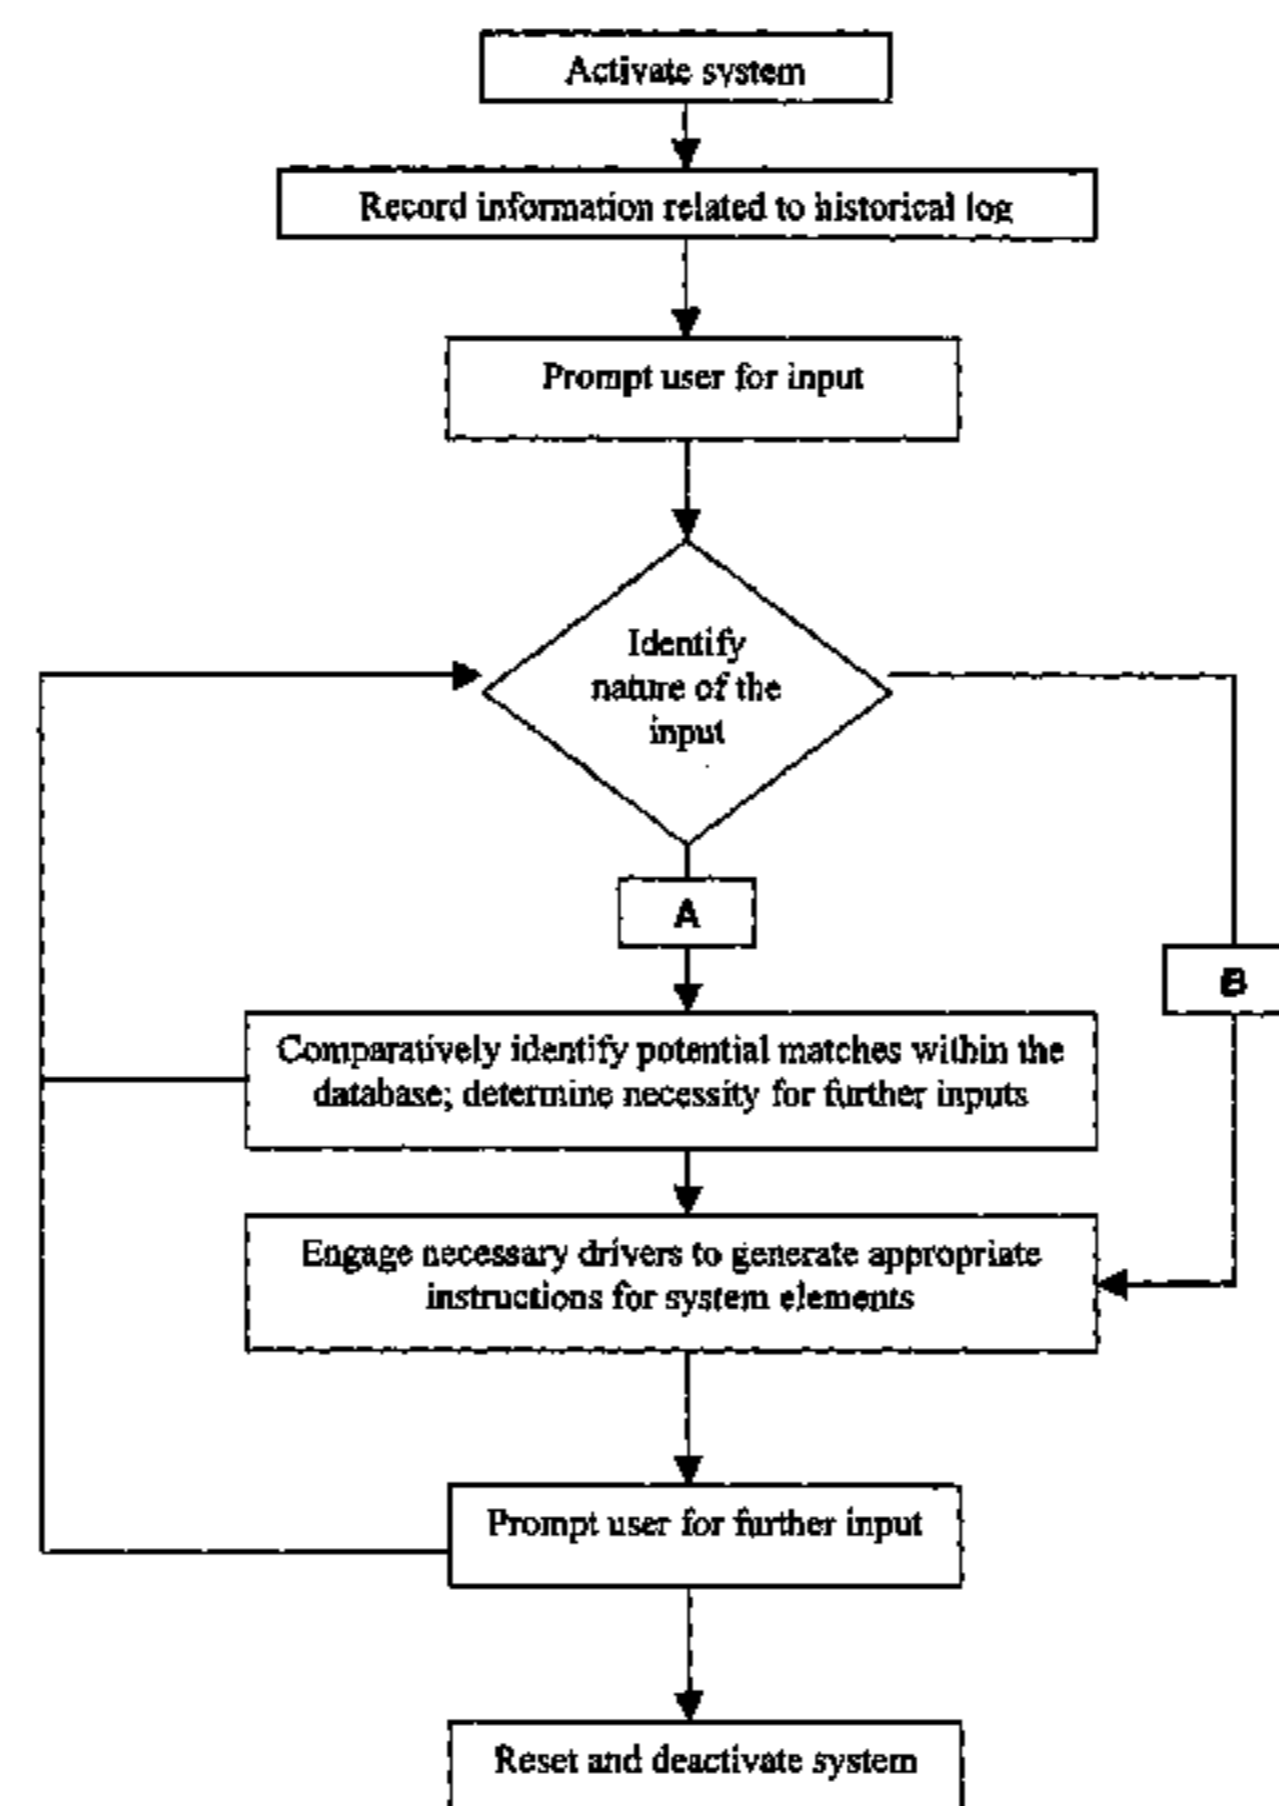 Activate system
Record information related to historical log
Prompt user for input
Identify
nature of the
input
A
B
Comparatively identify potential matches within the
database; determine necessity for further inputs
Engage necessary drivers to generate appropriate
instructions for system elements
Prompt user for further input
Reset and deactivate system